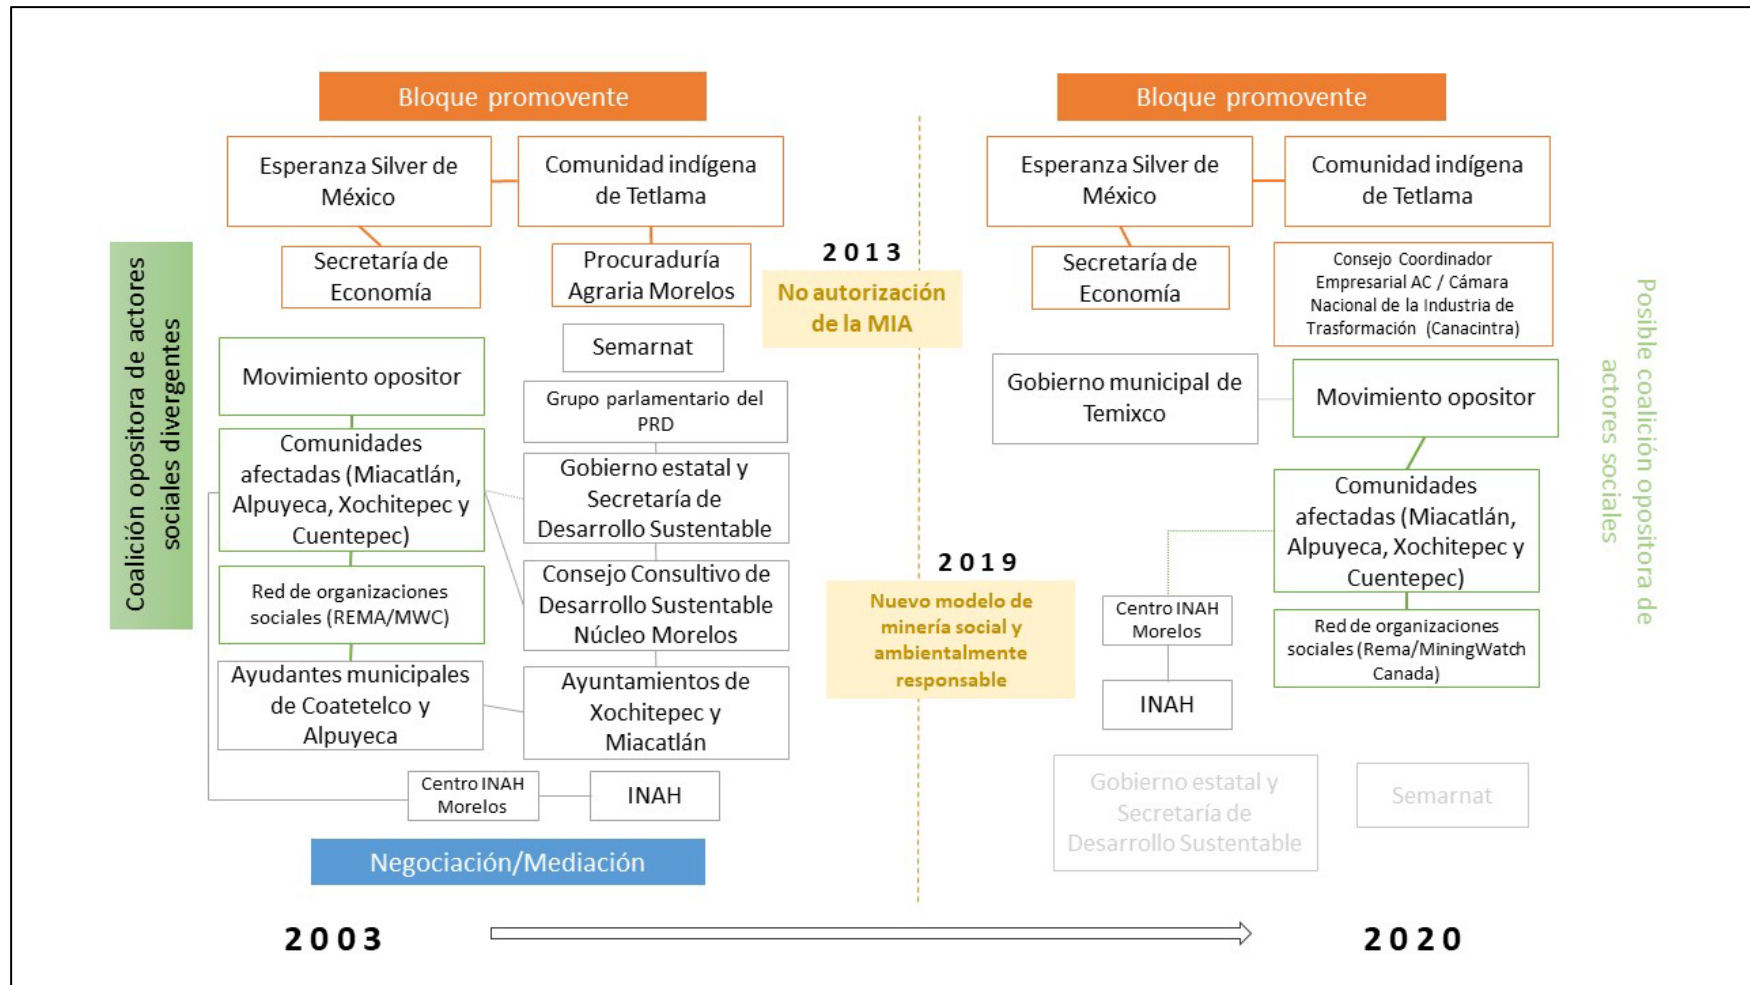 Bloque promovente
Esperanza Silver de
México
Comunidad indígena
de Tetlama
Secretaría de
Economía
Procuraduría
Agraria Morelos
Coalición opositora de actores
sociales divergentes
Semarnat
Movimiento opositor
Grupo parlamentario del
PRD
Comunidades
afectadas (Miacatlán,
Alpuyeca, Xochitepec y
Cuentepec)
Gobierno estatal y
Secretaría de
Desarrollo Sustentable
Red de organizaciones
sociales (REMA/MWC)
Consejo Consultivo de
Desarrollo Sustentable
Núcleo Morelos
Ayudantes municipales
de Coatetelco y
Alpuyeca
Ayuntamientos de
Xochitepec y
Miacatlán
Centro INAH
Morelos
INAH
Negociación/Mediación
2003
2013
No autorización
de la MIA
2019
Nuevo modelo de
minería social y
ambientalmente
responsable
Bloque promovente
Esperanza Silver de
México
Comunidad indígena
de Tetlama
Secretaría de
Economía
Consejo Coordinador
Empresarial AC / Cámara
Nacional de la Industria de
Trasformación (Canacintra)
Gobierno municipal de
Temixco
Movimiento opositor
Comunidades
afectadas (Miacatlán,
Alpuyeca, Xochitepec y
Cuentepec)
Centro INAH
Morelos
Red de organizaciones
sociales (Rema/MiningWatch
Canada)
INAH
Gobierno estatal y
Secretaría de
Desarrollo Sustentable
Semarnat
Posible coalición opositora de
actores sociales
2020